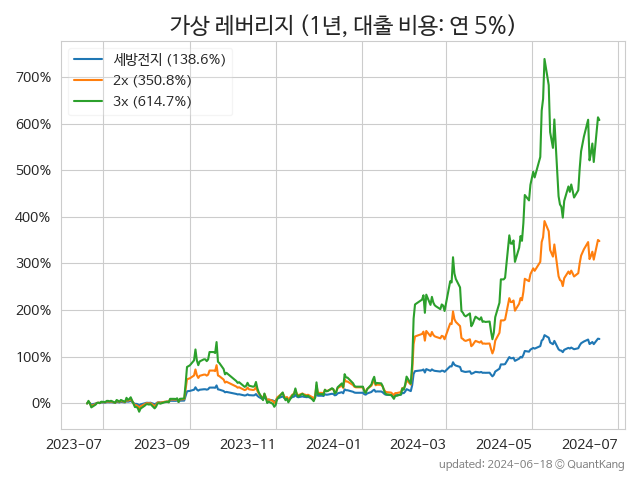 가상 레버리지 (1년, 대출 비용: 연 5%)
세방전지 (138.6%)
2x (350.8%)
3x (614.7%)
700%
600%
500%
400%
300%
200%
100%
0%
2023-07 2023-09 2023-11 2024-01 2024-03 2024-05 2024-07
updated: 2024-06-18 © QuantKang